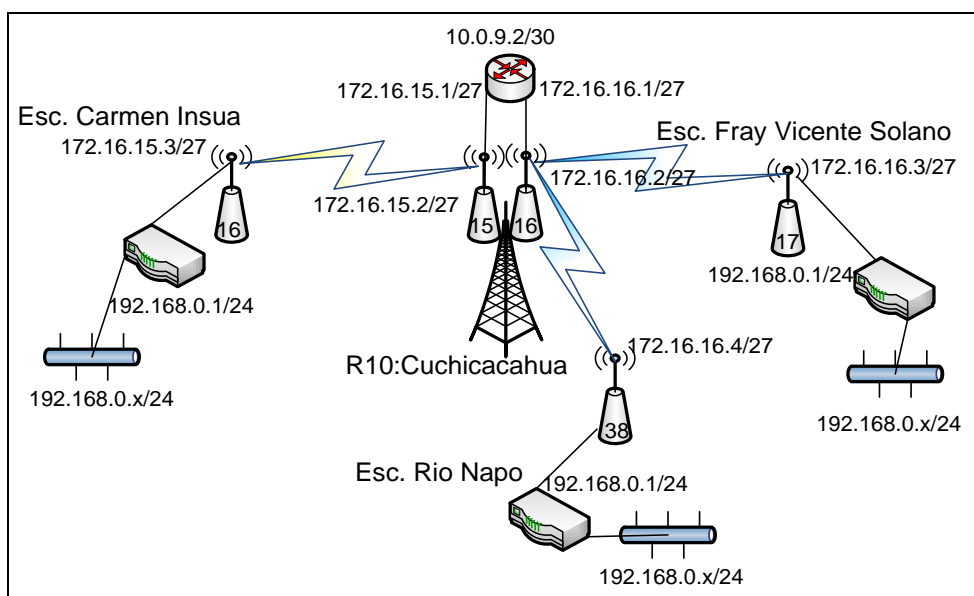 10.0.9.2/30
172.16.15.1/27
172.16.16.1/27
Esc. Carmen Insua
172.16.15.3/27
Esc. Fray Vicente Solano
172.16.16.3/27
172.16.16.2/27
172.16.15.2/27
16
15
16
17
192.168.0.1/24
192.168.0.1/24
R10:Cuchicacahua
172.16.16.4/27
192.168.0.x/24
192.168.0.x/24
38
Esc. Rio Napo
192.168.0.1/24
192.168.0.x/24